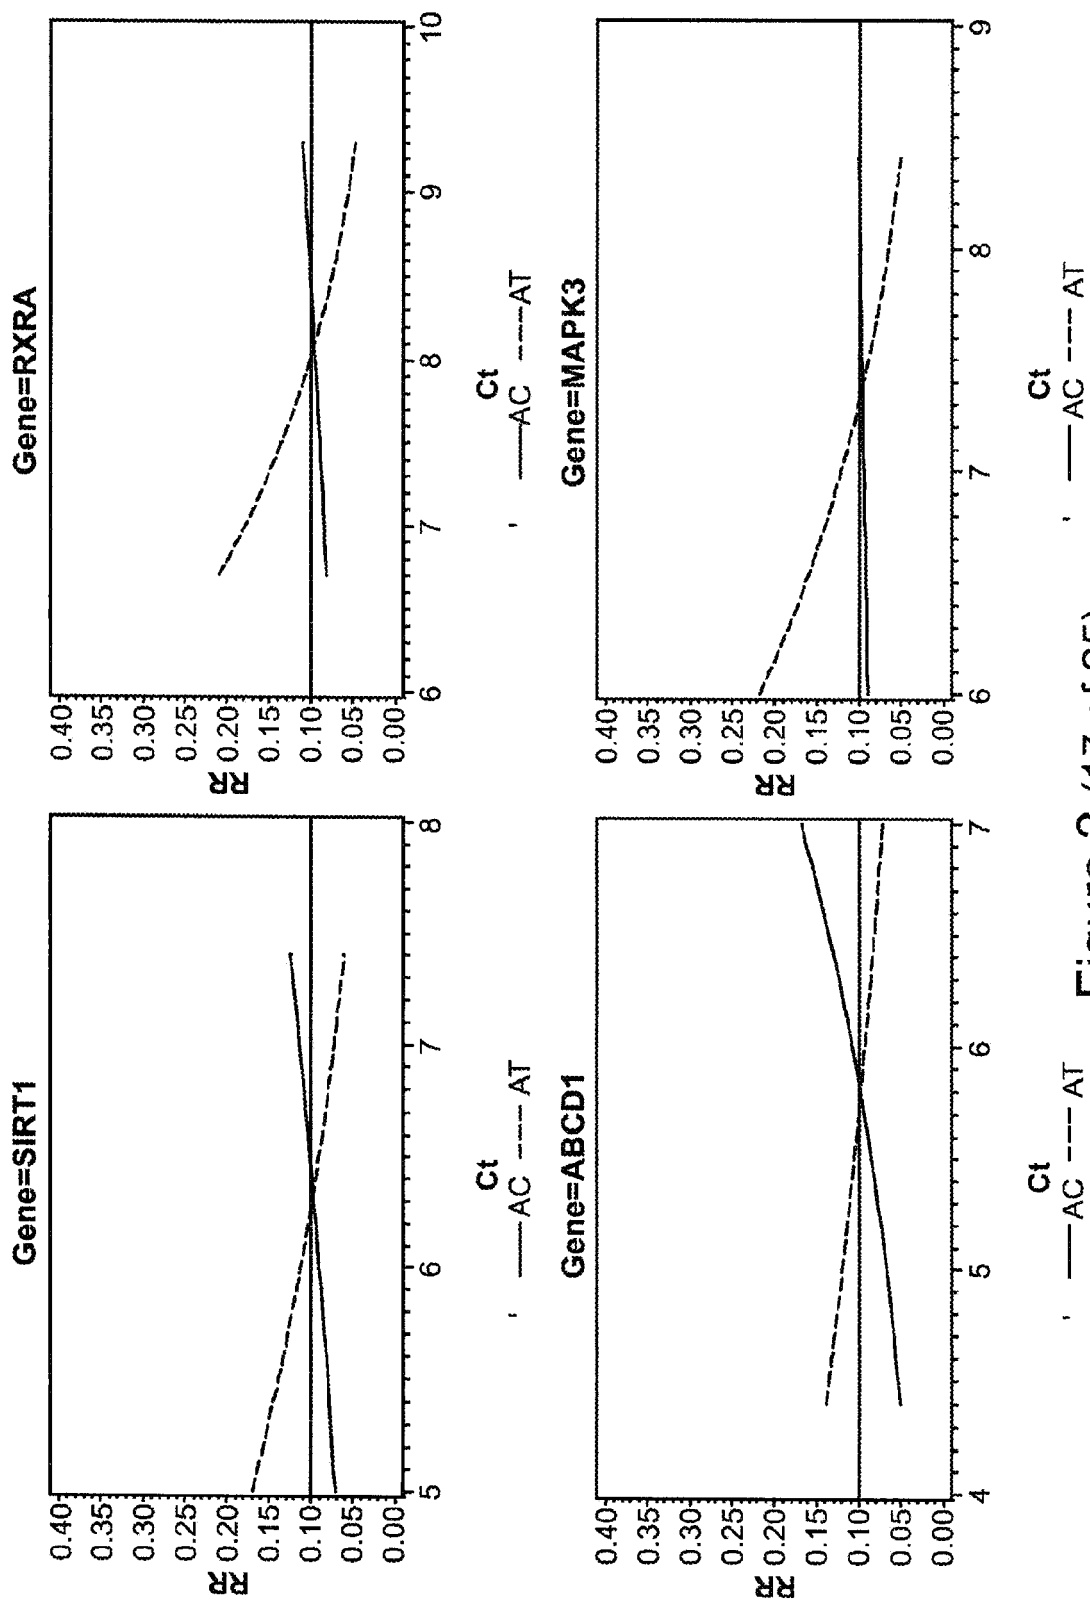 Gene=SIRT1
RR
0.40
0.35
0.30
0.25
0.20
0.15
0.10
0.05
0.00
5 6 7 8
Ct
' —— AC --- AT
Gene=RXRA
RR
0.40
0.35
0.30
0.25
0.20
0.15
0.10
0.05
0.00
6 7 8 9 10
Ct
' ——AC ----AT
Gene=ABCD1
RR
0.40
0.35
0.30
0.25
0.20
0.15
0.10
0.05
0.00
4 5 6 7
Ct
' —— AC --- AT
Gene=MAPK3
RR
0.40
0.35
0.30
0.25
0.20
0.15
0.10
0.05
0.00
6 7 8 9
Ct
' —— AC --- AT
Figure